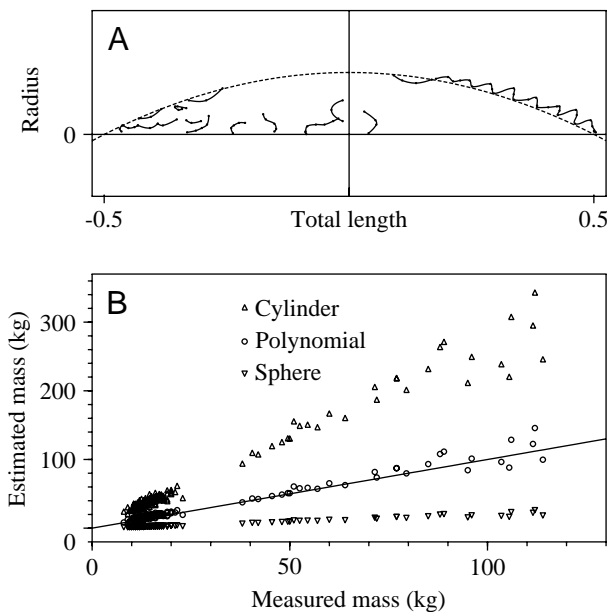 A
Radius
0
-0.5
Total length
0.5
B
Cylinder
Polynomial
Sphere
Estimated mass (kg)
300
200
100
0
0
50
100
Measured mass (kg)